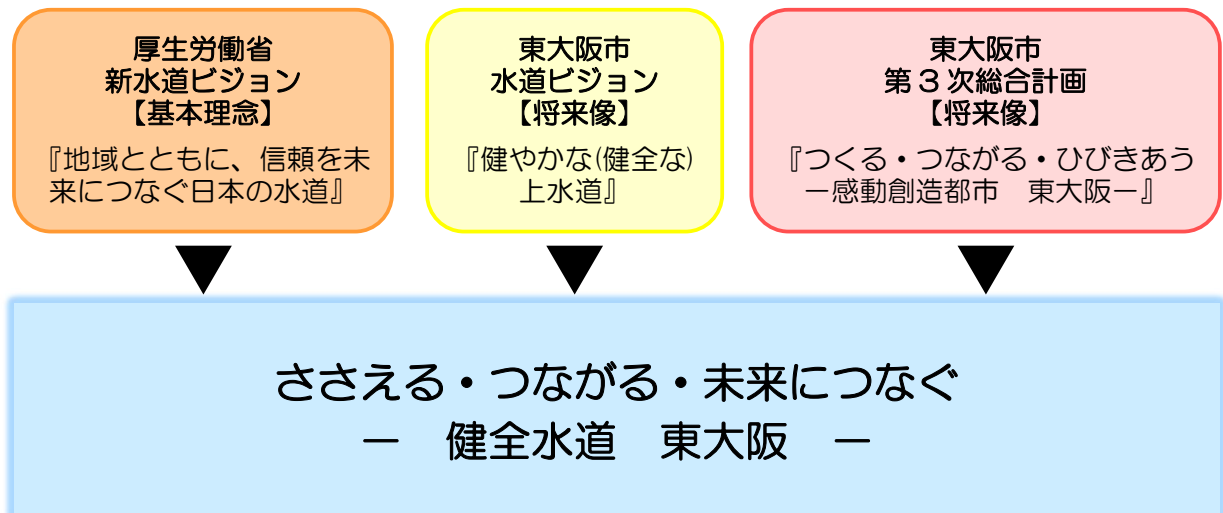 厚生労働省
新水道ビジョン
【基本理念】
『地域とともに、信頼を未
来につなぐ日本の水道』
東大阪市
水道ビジョン
【将来像】
『健やかな(健全な)
上水道』
東大阪市
第3次総合計画
【将来像】
『つくる・つながる・ひびきあう
－感動創造都市　東大阪－』
ささえる・つながる・未来につなぐ
－　健全水道　東大阪　－